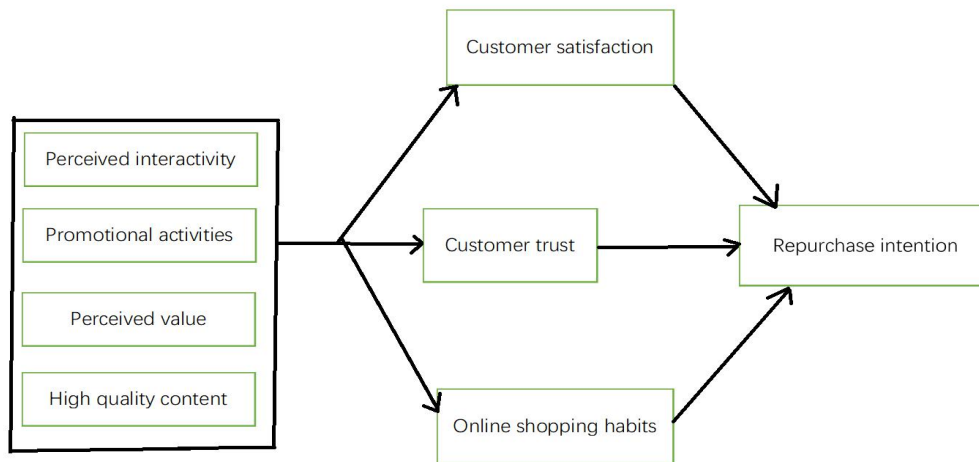 Customer satisfaction
Perceived interactivity
Promotional activities
Customer trust
Repurchase intention
Perceived value
High quality content
Online shopping habits